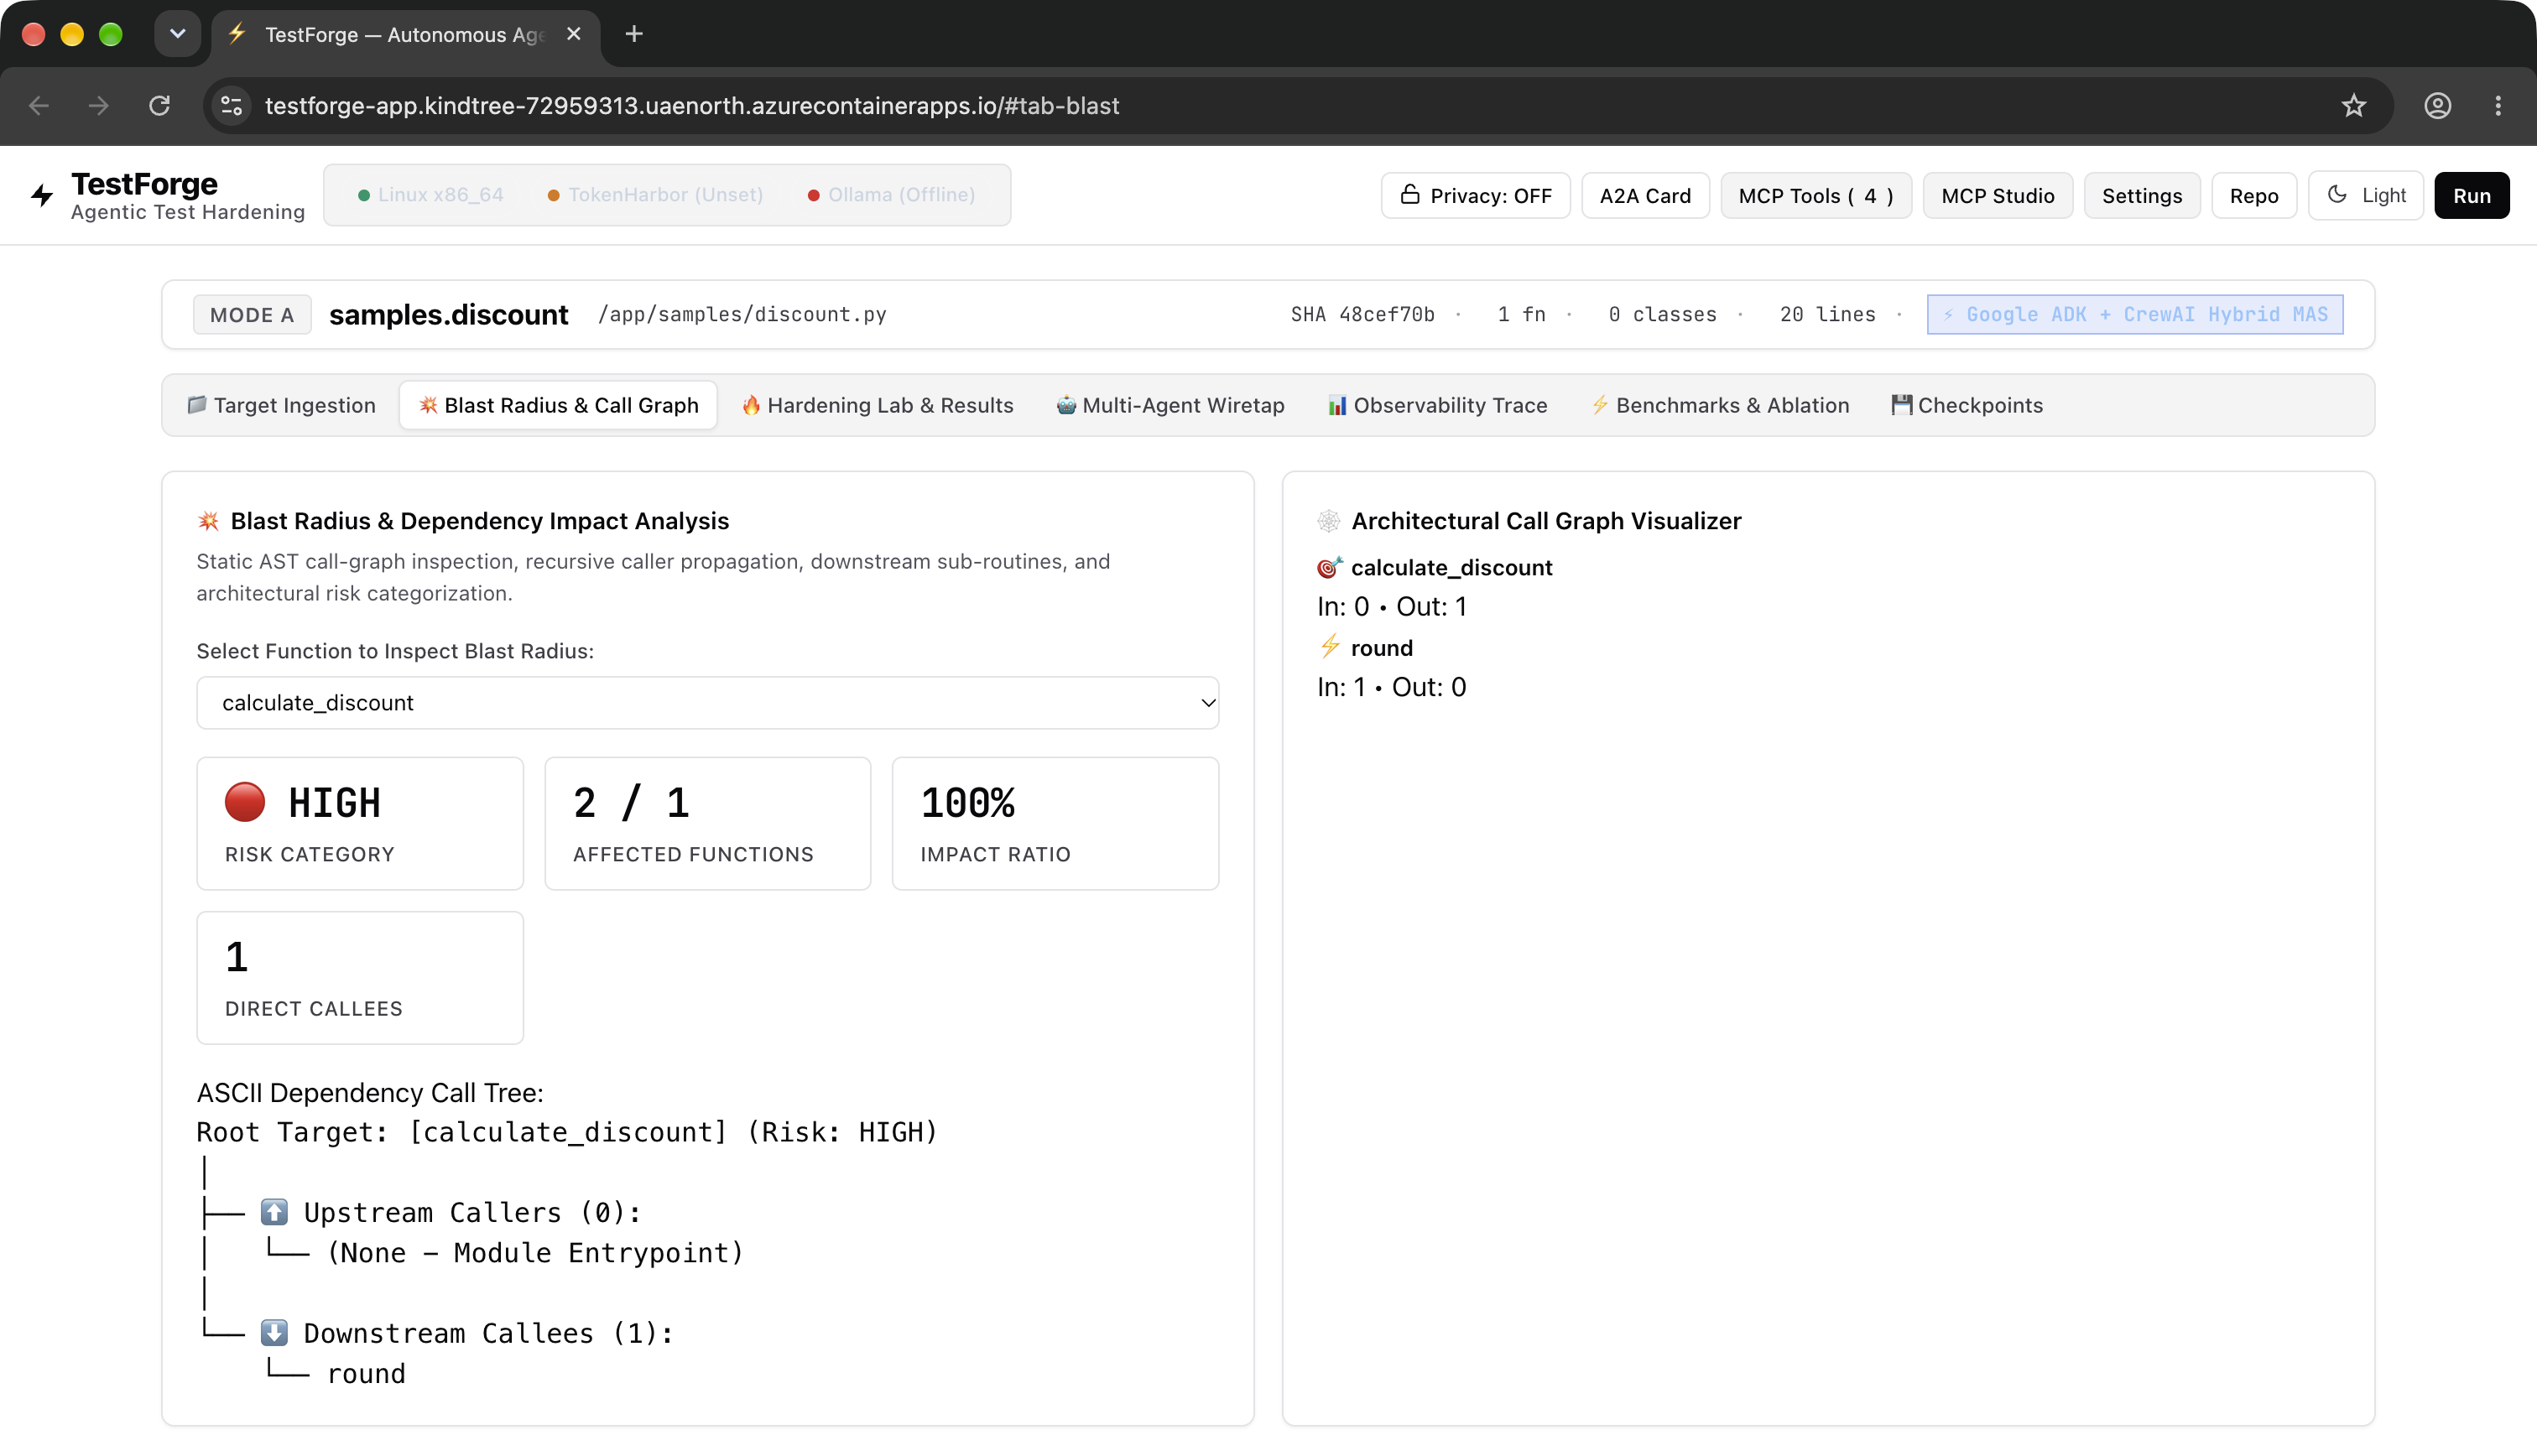 TestForge — Autonomous Age
testforge-app.kindtree-72959313.uaenorth.azurecontainerapps.io/#tab-blast
TestForge
Agentic Test Hardening
Linux x86_64
TokenHarbor (Unset)
Ollama (Offline)
Privacy: OFF
A2A Card
MCP Tools ( 4 )
MCP Studio
Settings
Repo
Light
Run
MODE A
samples.discount
/app/samples/discount.py
SHA 48cef70b · 1 fn · 0 classes · 20 lines ·
⚡ Google ADK + CrewAI Hybrid MAS
📁 Target Ingestion
💥 Blast Radius & Call Graph
🔥 Hardening Lab & Results
🤖 Multi-Agent Wiretap
📊 Observability Trace
⚡ Benchmarks & Ablation
💾 Checkpoints
💥 Blast Radius & Dependency Impact Analysis
Static AST call-graph inspection, recursive caller propagation, downstream sub-routines, and
architectural risk categorization.
Select Function to Inspect Blast Radius:
calculate_discount
🔴 HIGH
RISK CATEGORY
2 / 1
AFFECTED FUNCTIONS
100%
IMPACT RATIO
1
DIRECT CALLEES
ASCII Dependency Call Tree:
Root Target: [calculate_discount] (Risk: HIGH)
│
├── ⬆️ Upstream Callers (0):
│   └── (None - Module Entrypoint)
│
└── ⬇️ Downstream Callees (1):
    └── round
🕸️ Architectural Call Graph Visualizer
🎯 calculate_discount
In: 0 • Out: 1
⚡ round
In: 1 • Out: 0